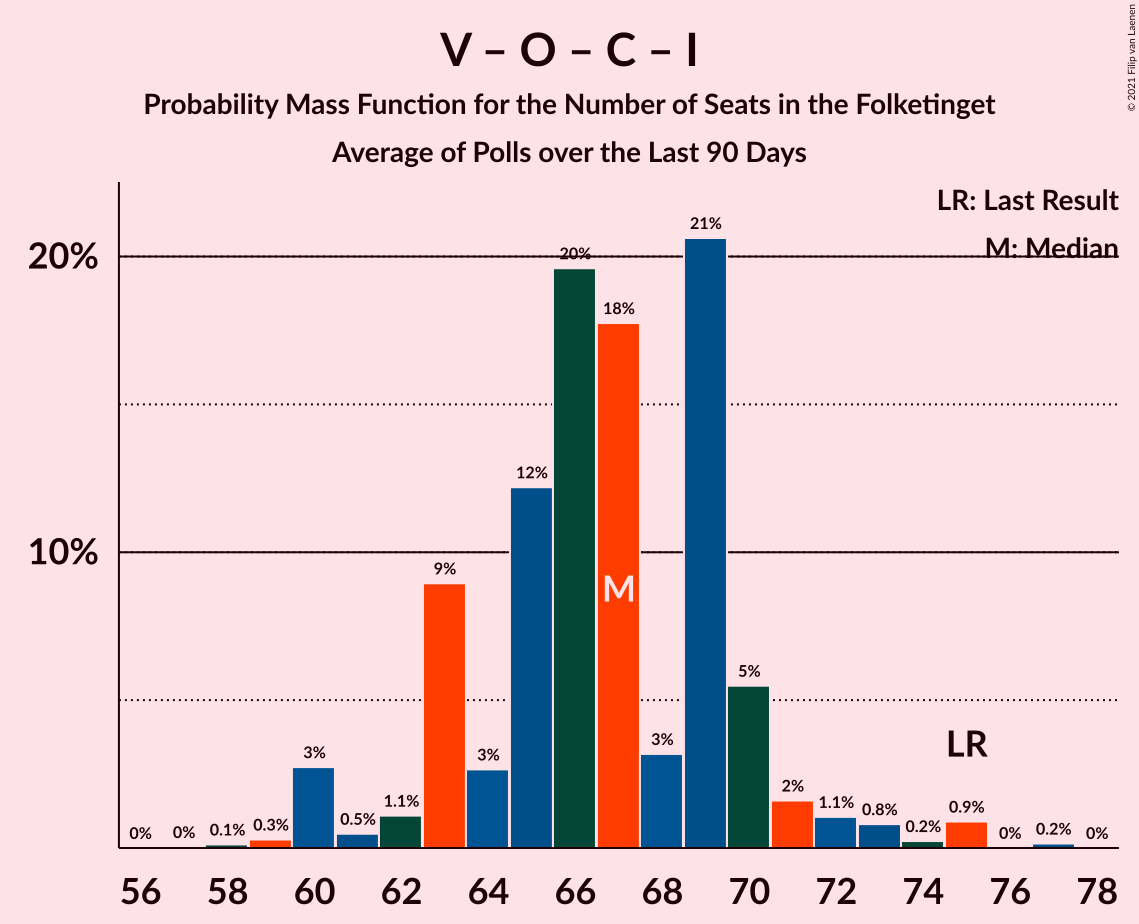 V – O – C – I
Probability Mass Function for the Number of Seats in the Folketinget
Average of Polls over the Last 90 Days
© 2021 Filip van Laenen
LR: Last Result
M: Median
20%
10%
0%
0%
0.1%
0.3%
3%
0.5%
1.1%
9%
3%
12%
20%
18%
3%
21%
5%
2%
1.1%
0.8%
0.2%
0.9%
0%
0.2%
0%
M
LR
56 58 60 62 64 66 68 70 72 74 76 78